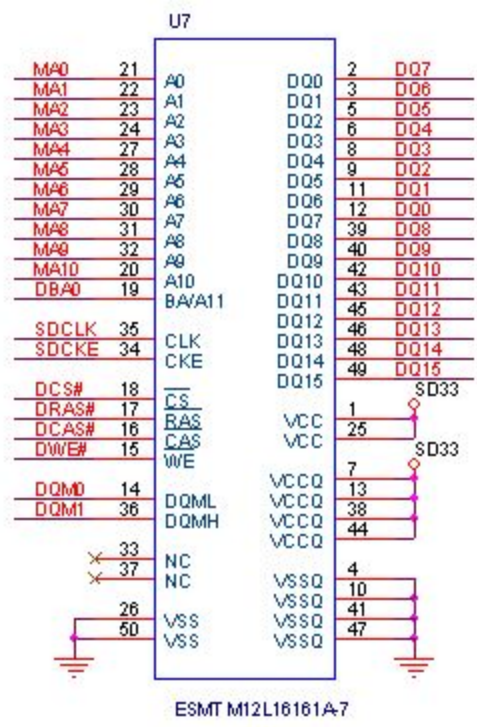 U7
MA0 21 A0 DQ0 2 DQ7
MA1 22 A1 DQ1 3 DQ6
MA2 23 A2 DQ2 5 DQ5
MA3 24 A3 DQ3 6 DQ4
MA4 27 A4 DQ4 8 DQ3
MA5 28 A5 DQ5 9 DQ2
MA6 29 A6 DQ6 11 DQ1
MA7 30 A7 DQ7 12 DQ0
MA8 31 A8 DQ8 39 DQ8
MA9 32 A9 DQ9 40 DQ9
MA10 20 A10 DQ10 42 DQ10
DBA0 19 BA/A11 DQ11 43 DQ11
DQ12 45 DQ12
SDCLK 35 CLK DQ13 46 DQ13
SDCKE 34 CKE DQ14 48 DQ14
DQ15 49 DQ15
DCS# 18 CS SD33
DRAS# 17 RAS VCC 1
DCAS# 16 CAS VCC 25
DWE# 15 WE SD33
VCCQ 7
DQM0 14 DQML VCCQ 13
DQM1 36 DQMH VCCQ 38
VCCQ 44
33 NC
37 NC VSSQ 4
VSSQ 10
26 VSS VSSQ 41
50 VSS VSSQ 47
ESMT M12L16161A-7